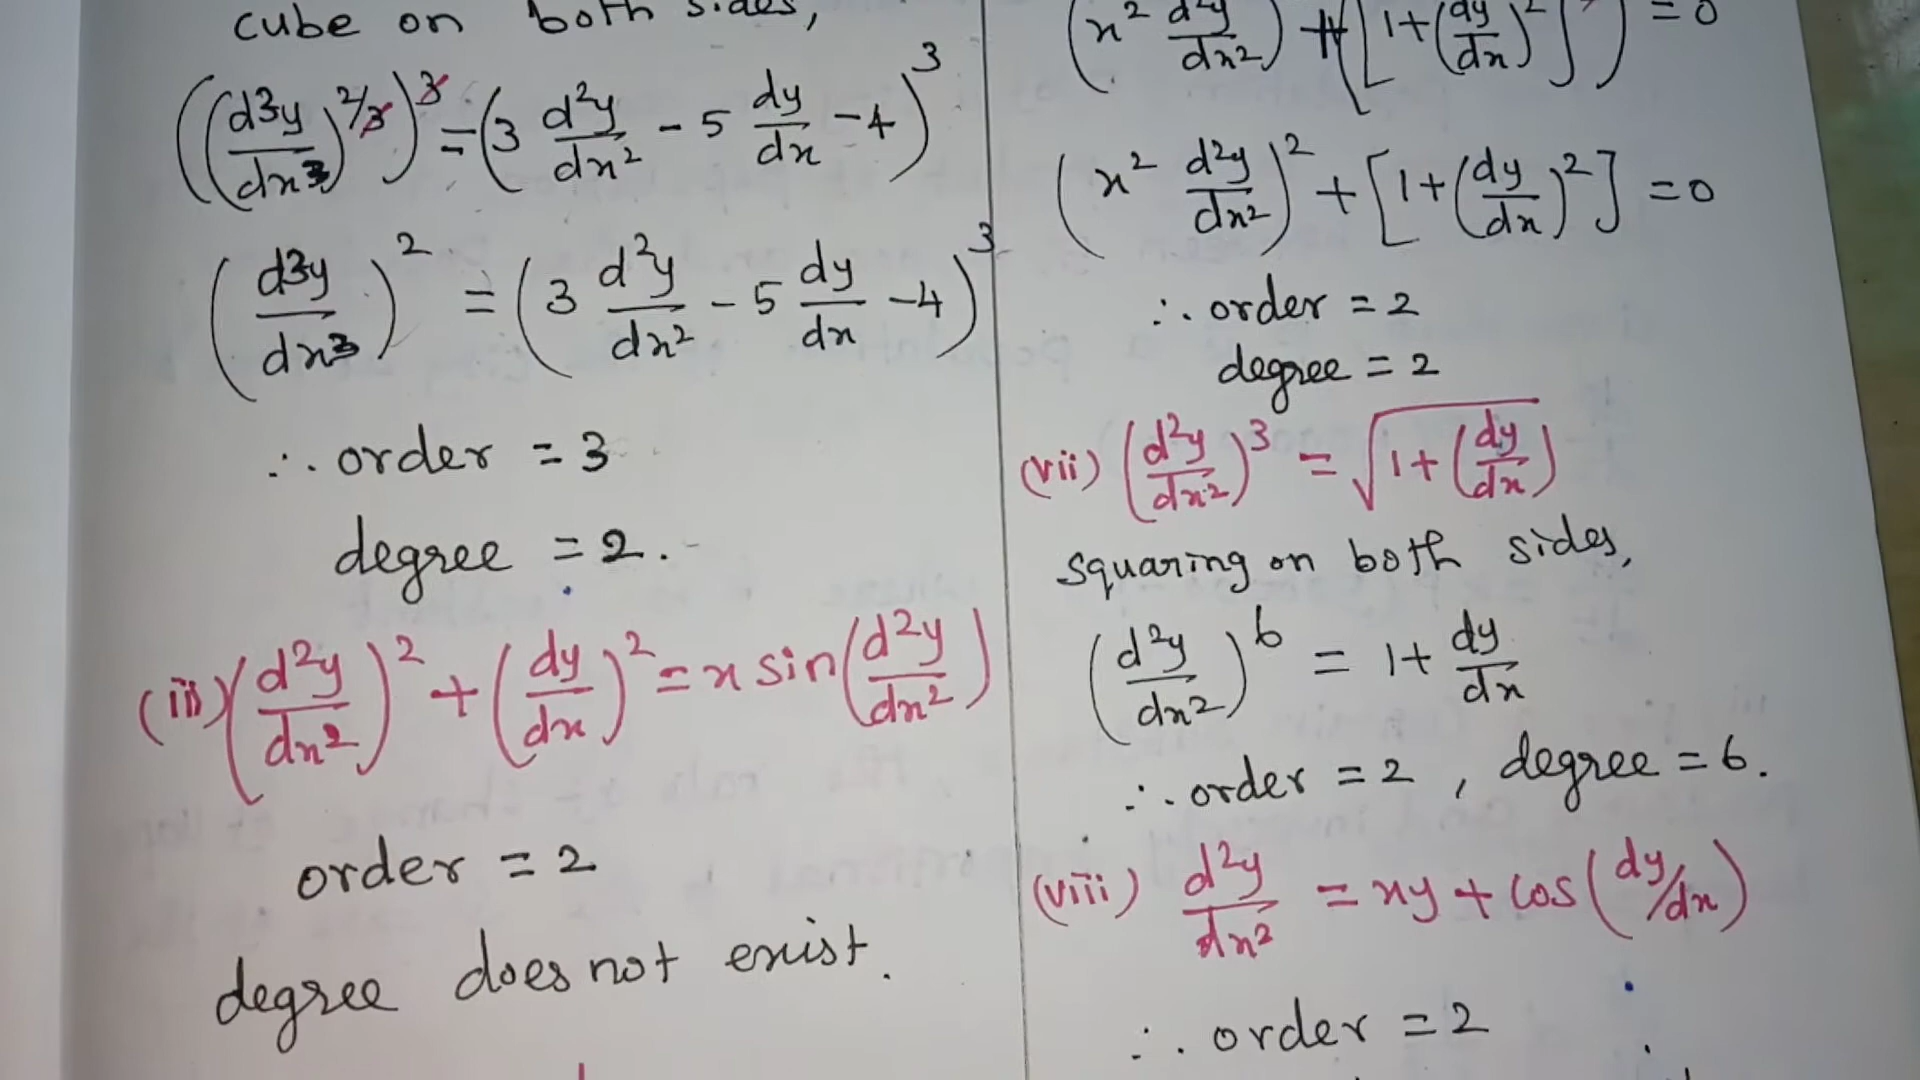 cube on both sides,
((d³y/dx³)^2/3)³ = (3 d²y/dx² - 5 dy/dx - 4)³
(d³y/dx³)² = (3 d²y/dx² - 5 dy/dx - 4)³
∴ order = 3
degree = 2.
(iii) (d²y/dx²)² + (dy/dx)² = x sin(d²y/dx²)
order = 2
degree does not exist.
(x² d²y/dx²) + [1+(dy/dx)²] = 0
(x² d²y/dx²)² + [1+(dy/dx)²] = 0
∴ order = 2
degree = 2
(vii) (d²y/dx²)³ = √1+(dy/dx)
squaring on both sides,
(d²y/dx²)⁶ = 1+ dy/dx
∴ order = 2 , degree = 6.
(viii) d²y/dx² = xy + cos(dy/dx)
∴ order = 2